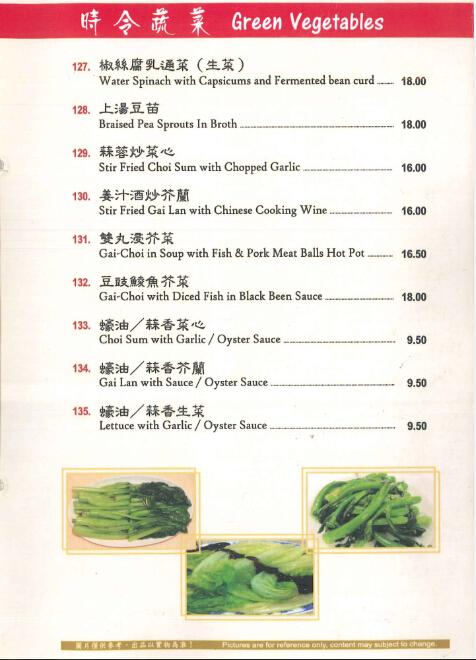 時令蔬菜 Green Vegetables
127. 椒絲腐乳通菜（生菜）
Water Spinach with Capsicums and Fermented bean curd 18.00
128. 上湯豆苗
Braised Pea Sprouts In Broth 18.00
129. 蒜蓉炒菜心
Stir Fried Choi Sum with Chopped Garlic 16.00
130. 姜汁酒炒芥蘭
Stir Fried Gai Lan with Chinese Cooking Wine 16.00
131. 雙丸浸芥菜
Gai-Choi in Soup with Fish & Pork Meat Balls Hot Pot 16.50
132. 豆豉鯪魚芥菜
Gai-Choi with Diced Fish in Black Been Sauce 18.00
133. 蠔油／蒜香菜心
Choi Sum with Garlic / Oyster Sauce 9.50
134. 蠔油／蒜香芥蘭
Gai Lan with Sauce / Oyster Sauce 9.50
135. 蠔油／蒜香生菜
Lettuce with Garlic / Oyster Sauce 9.50
圖片僅供參考，出品以實物為准！ Pictures are for reference only, content may subject to change.